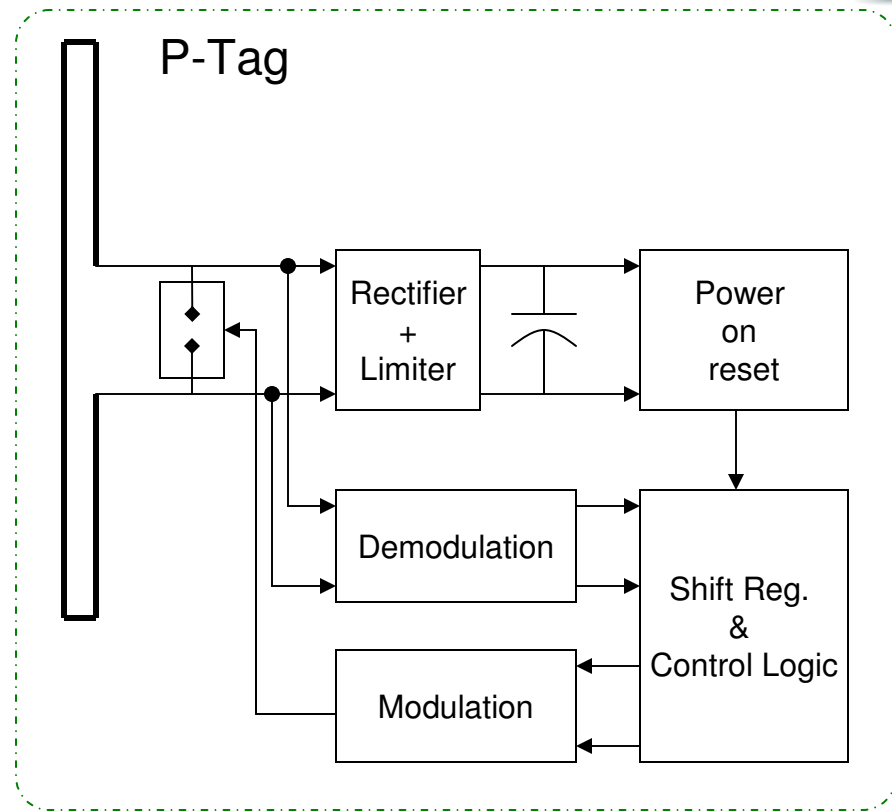 P-Tag
Rectifier
+
Limiter
Power
on
reset
Demodulation
Shift Reg.
&
Control Logic
Modulation